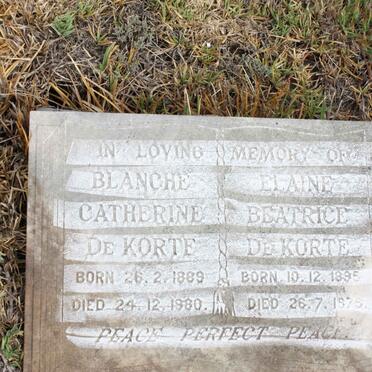 IN LOVING MEMORY OF
BLANCHE
CATHERINE
DE KORTE
BORN 26. 2. 1889
DIED 24. 12. 1980.
ELAINE
BEATRICE
DE KORTE
BORN 10. 12. 1895
DIED 26. 7. 1975.
PEACE PERFECT PEACE.